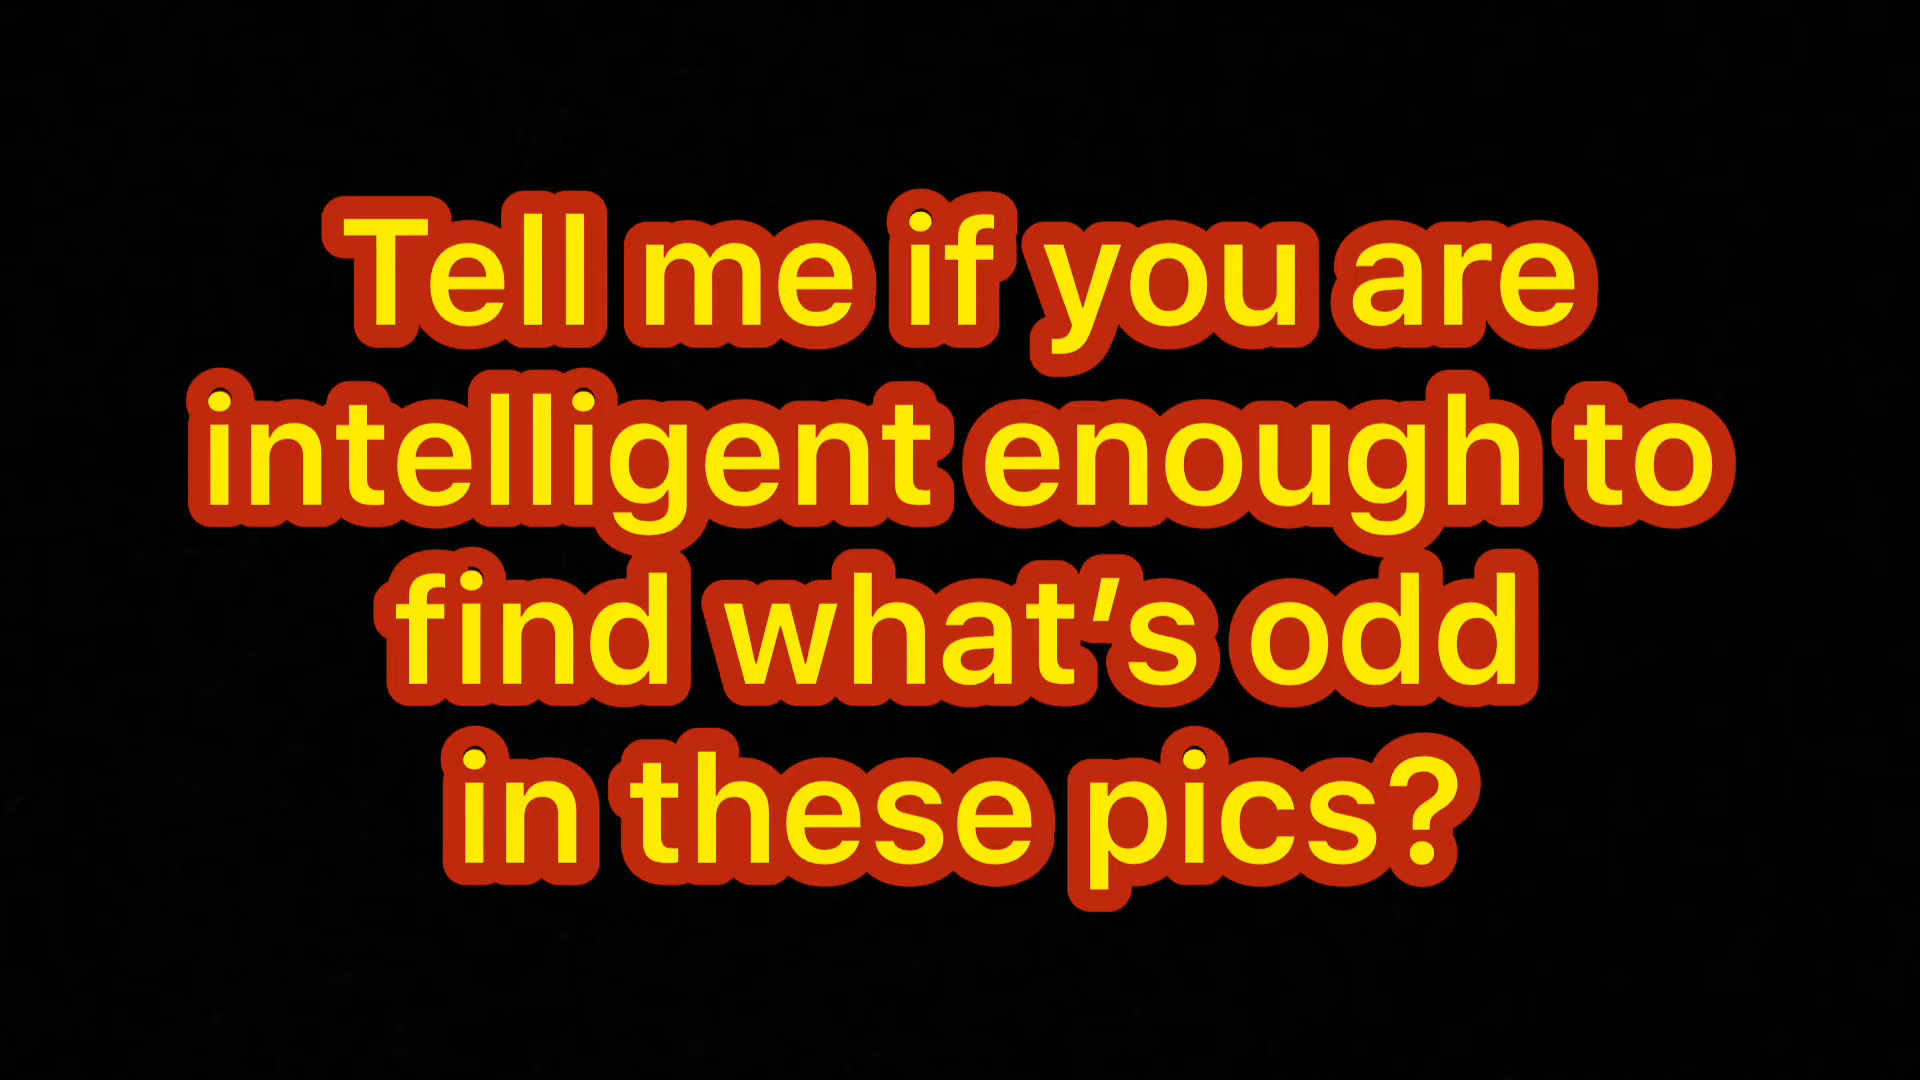 Tell me if you are
intelligent enough to
find what’s odd
in these pics?